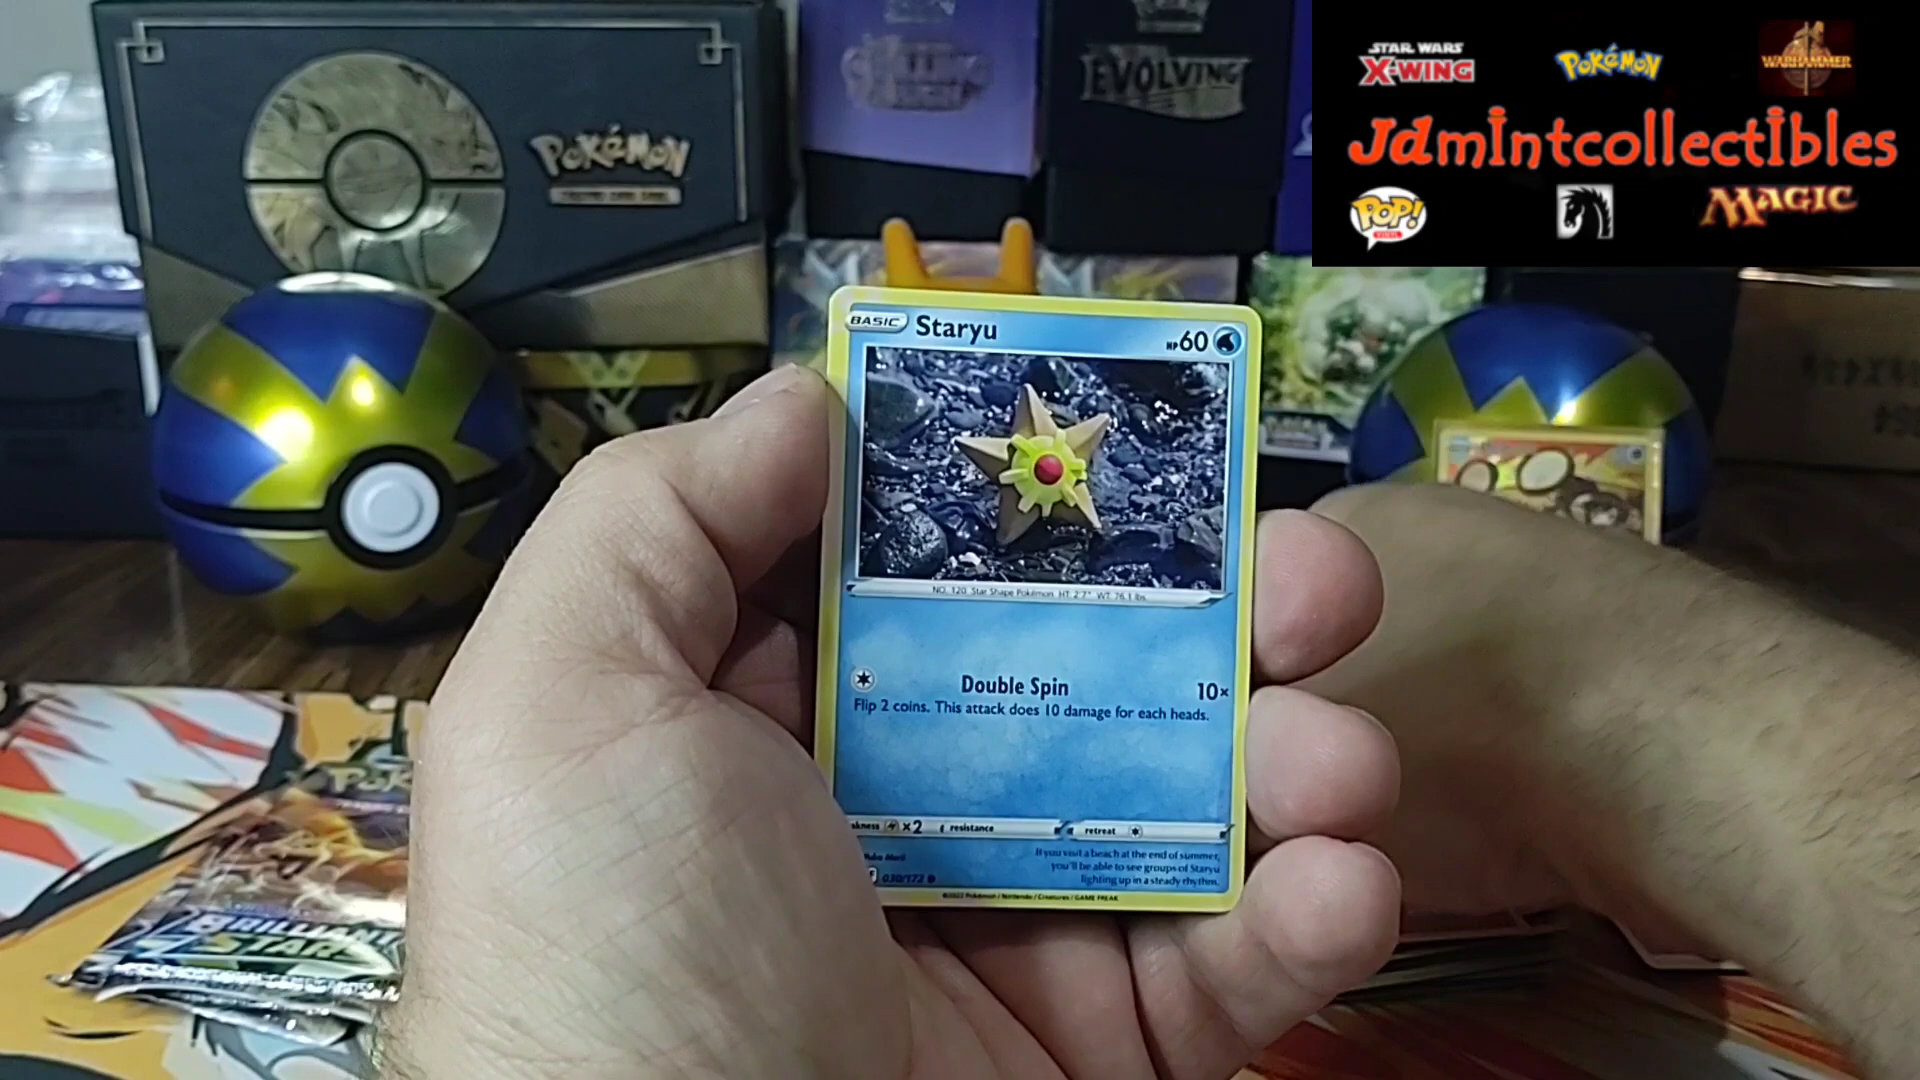 STAR WARS
X-WING
POKéMON
WARHAMMER
Jdmintcollectibles
POP!
MAGIC
POKéMON
EVOLVING
BASIC Staryu HP60
NO. 120 Star Shape Pokémon HT: 2'7" WT: 76.1 lbs.
Double Spin 10×
Flip 2 coins. This attack does 10 damage for each heads.
akness ×2 resistance retreat
If you visit a beach at the end of summer,
you'll be able to see groups of Staryu
lighting up in a steady rhythm.
030/172
©2022 Pokémon / Nintendo / Creatures / GAME FREAK
BRILLIANT
STARS